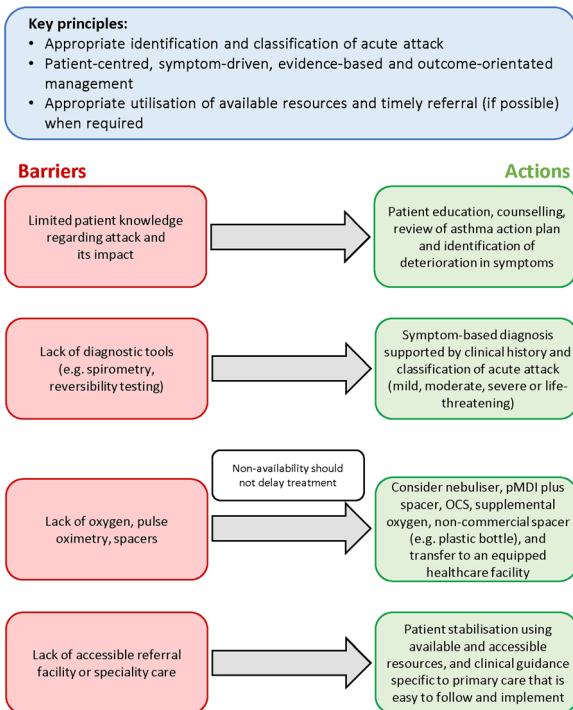 Key principles:
• Appropriate identification and classification of acute attack
• Patient-centred, symptom-driven, evidence-based and outcome-orientated
management
• Appropriate utilisation of available resources and timely referral (if possible)
when required
Barriers
Actions
Limited patient knowledge
regarding attack and
its impact
Patient education, counselling,
review of asthma action plan
and identification of
deterioration in symptoms
Lack of diagnostic tools
(e.g. spirometry,
reversibility testing)
Symptom-based diagnosis
supported by clinical history and
classification of acute attack
(mild, moderate, severe or life-
threatening)
Lack of oxygen, pulse
oximetry, spacers
Non-availability should
not delay treatment
Consider nebuliser, pMDI plus
spacer, OCS, supplemental
oxygen, non-commercial spacer
(e.g. plastic bottle), and
transfer to an equipped
healthcare facility
Lack of accessible referral
facility or speciality care
Patient stabilisation using
available and accessible
resources, and clinical guidance
specific to primary care that is
easy to follow and implement